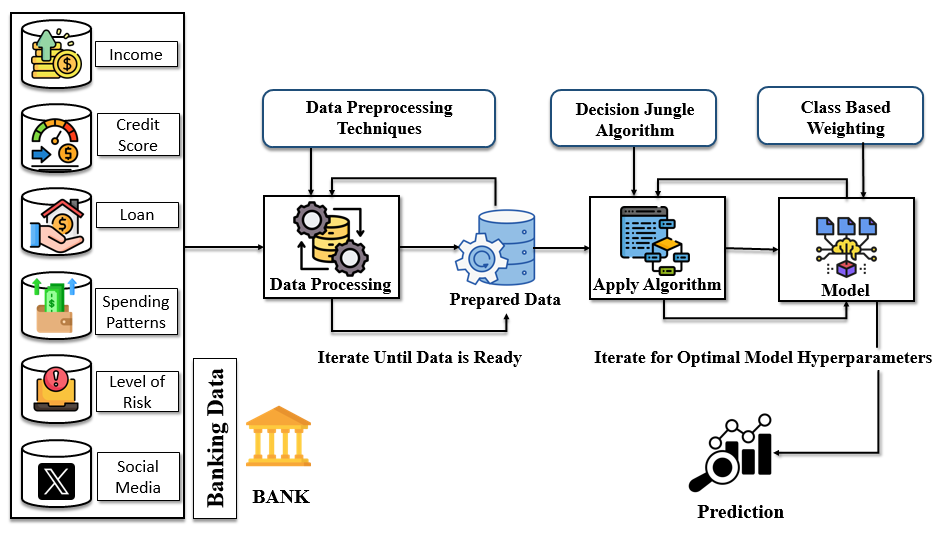 Income
Credit
Score
Loan
Spending
Patterns
Level of
Risk
Social
Media
Banking Data
BANK
Data Preprocessing
Techniques
Data Processing
Prepared Data
Iterate Until Data is Ready
Decision Jungle
Algorithm
Class Based
Weighting
Apply Algorithm
Model
Iterate for Optimal Model Hyperparameters
Prediction